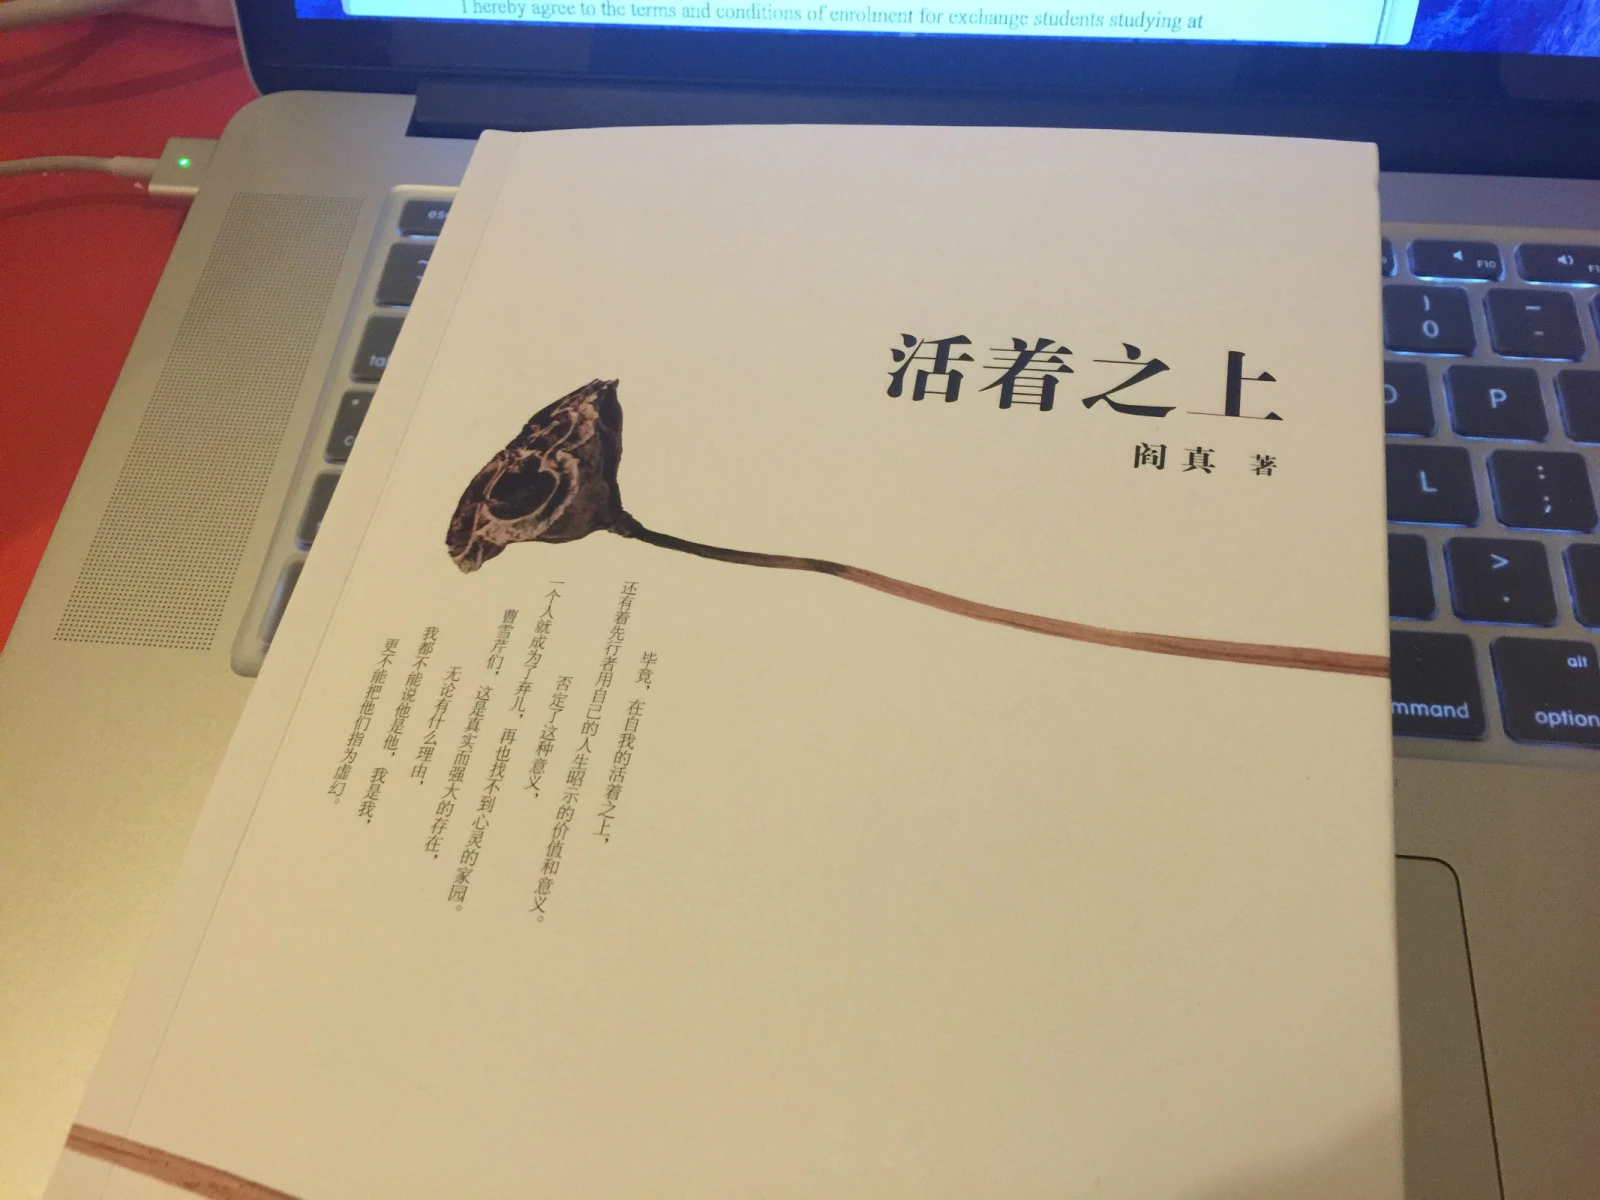 I hereby agree to the terms and conditions of enrolment for exchange students studying at
活着之上
阎真 著
毕竟，在自我的活着之上，
还有着先行者用自己的人生昭示的价值和意义。
否定了这种意义，
一个人就成为了弃儿，再也找不到心灵的家园。
曹雪芹们，这是真实而强大的存在，
无论有什么理由，
我都不能说他是他，我是我，
更不能把他们指为虚幻。
esc
F10
)
0
-
P
L
:
;
>
.
alt
option